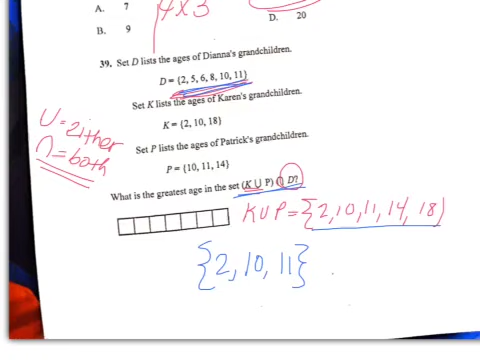 A. 7
4 x 3
D. 20
B. 9
39. Set D lists the ages of Dianna's grandchildren.
D = {2, 5, 6, 8, 10, 11}
Set K lists the ages of Karen's grandchildren.
K = {2, 10, 18}
U = either
∩ = both
Set P lists the ages of Patrick's grandchildren.
P = {10, 11, 14}
What is the greatest age in the set (K ∪ P) ∩ D?
K U P = {2, 10, 11, 14, 18}
{2, 10, 11}